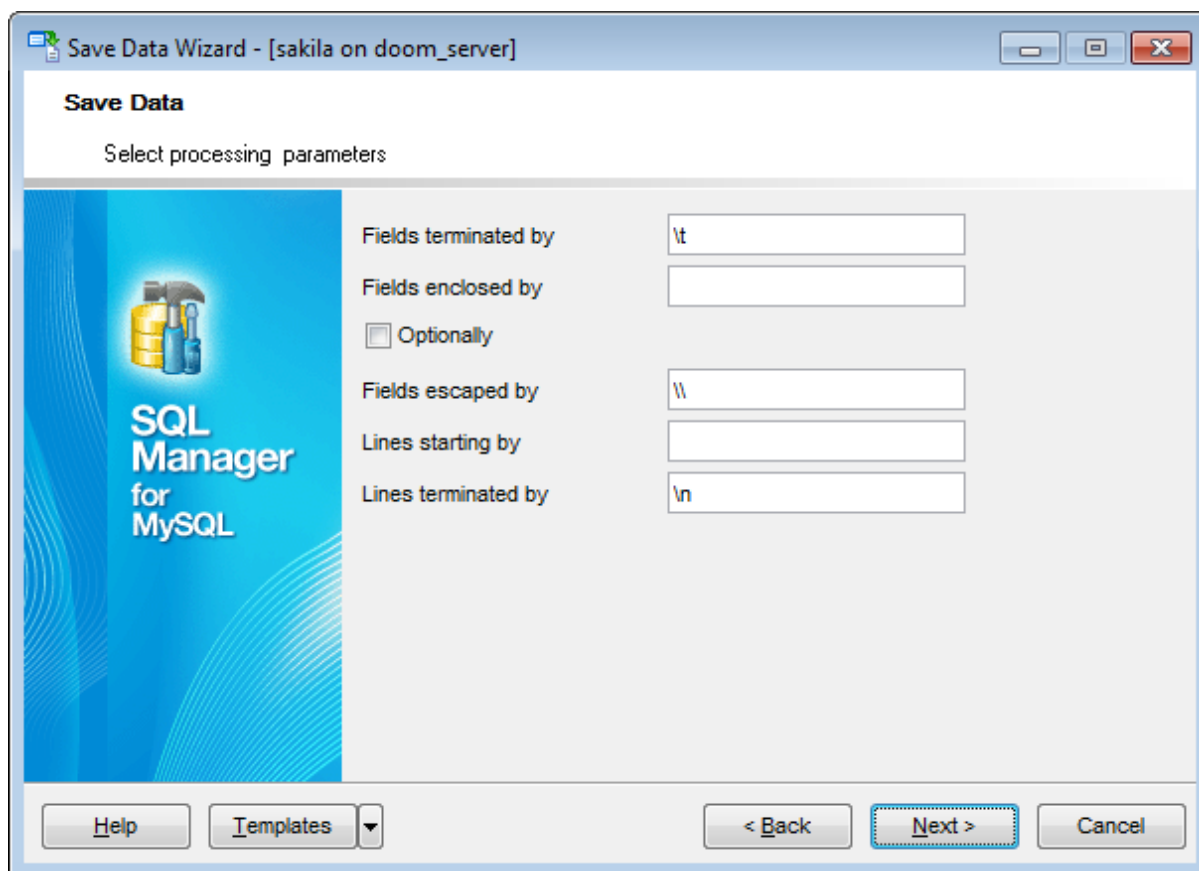 Save Data Wizard - [sakila on doom_server]
Save Data
Select processing parameters
Fields terminated by
\t
Fields enclosed by
Optionally
Fields escaped by
\\
Lines starting by
Lines terminated by
\n
SQL
Manager
for
MySQL
Help
Templates
< Back
Next >
Cancel